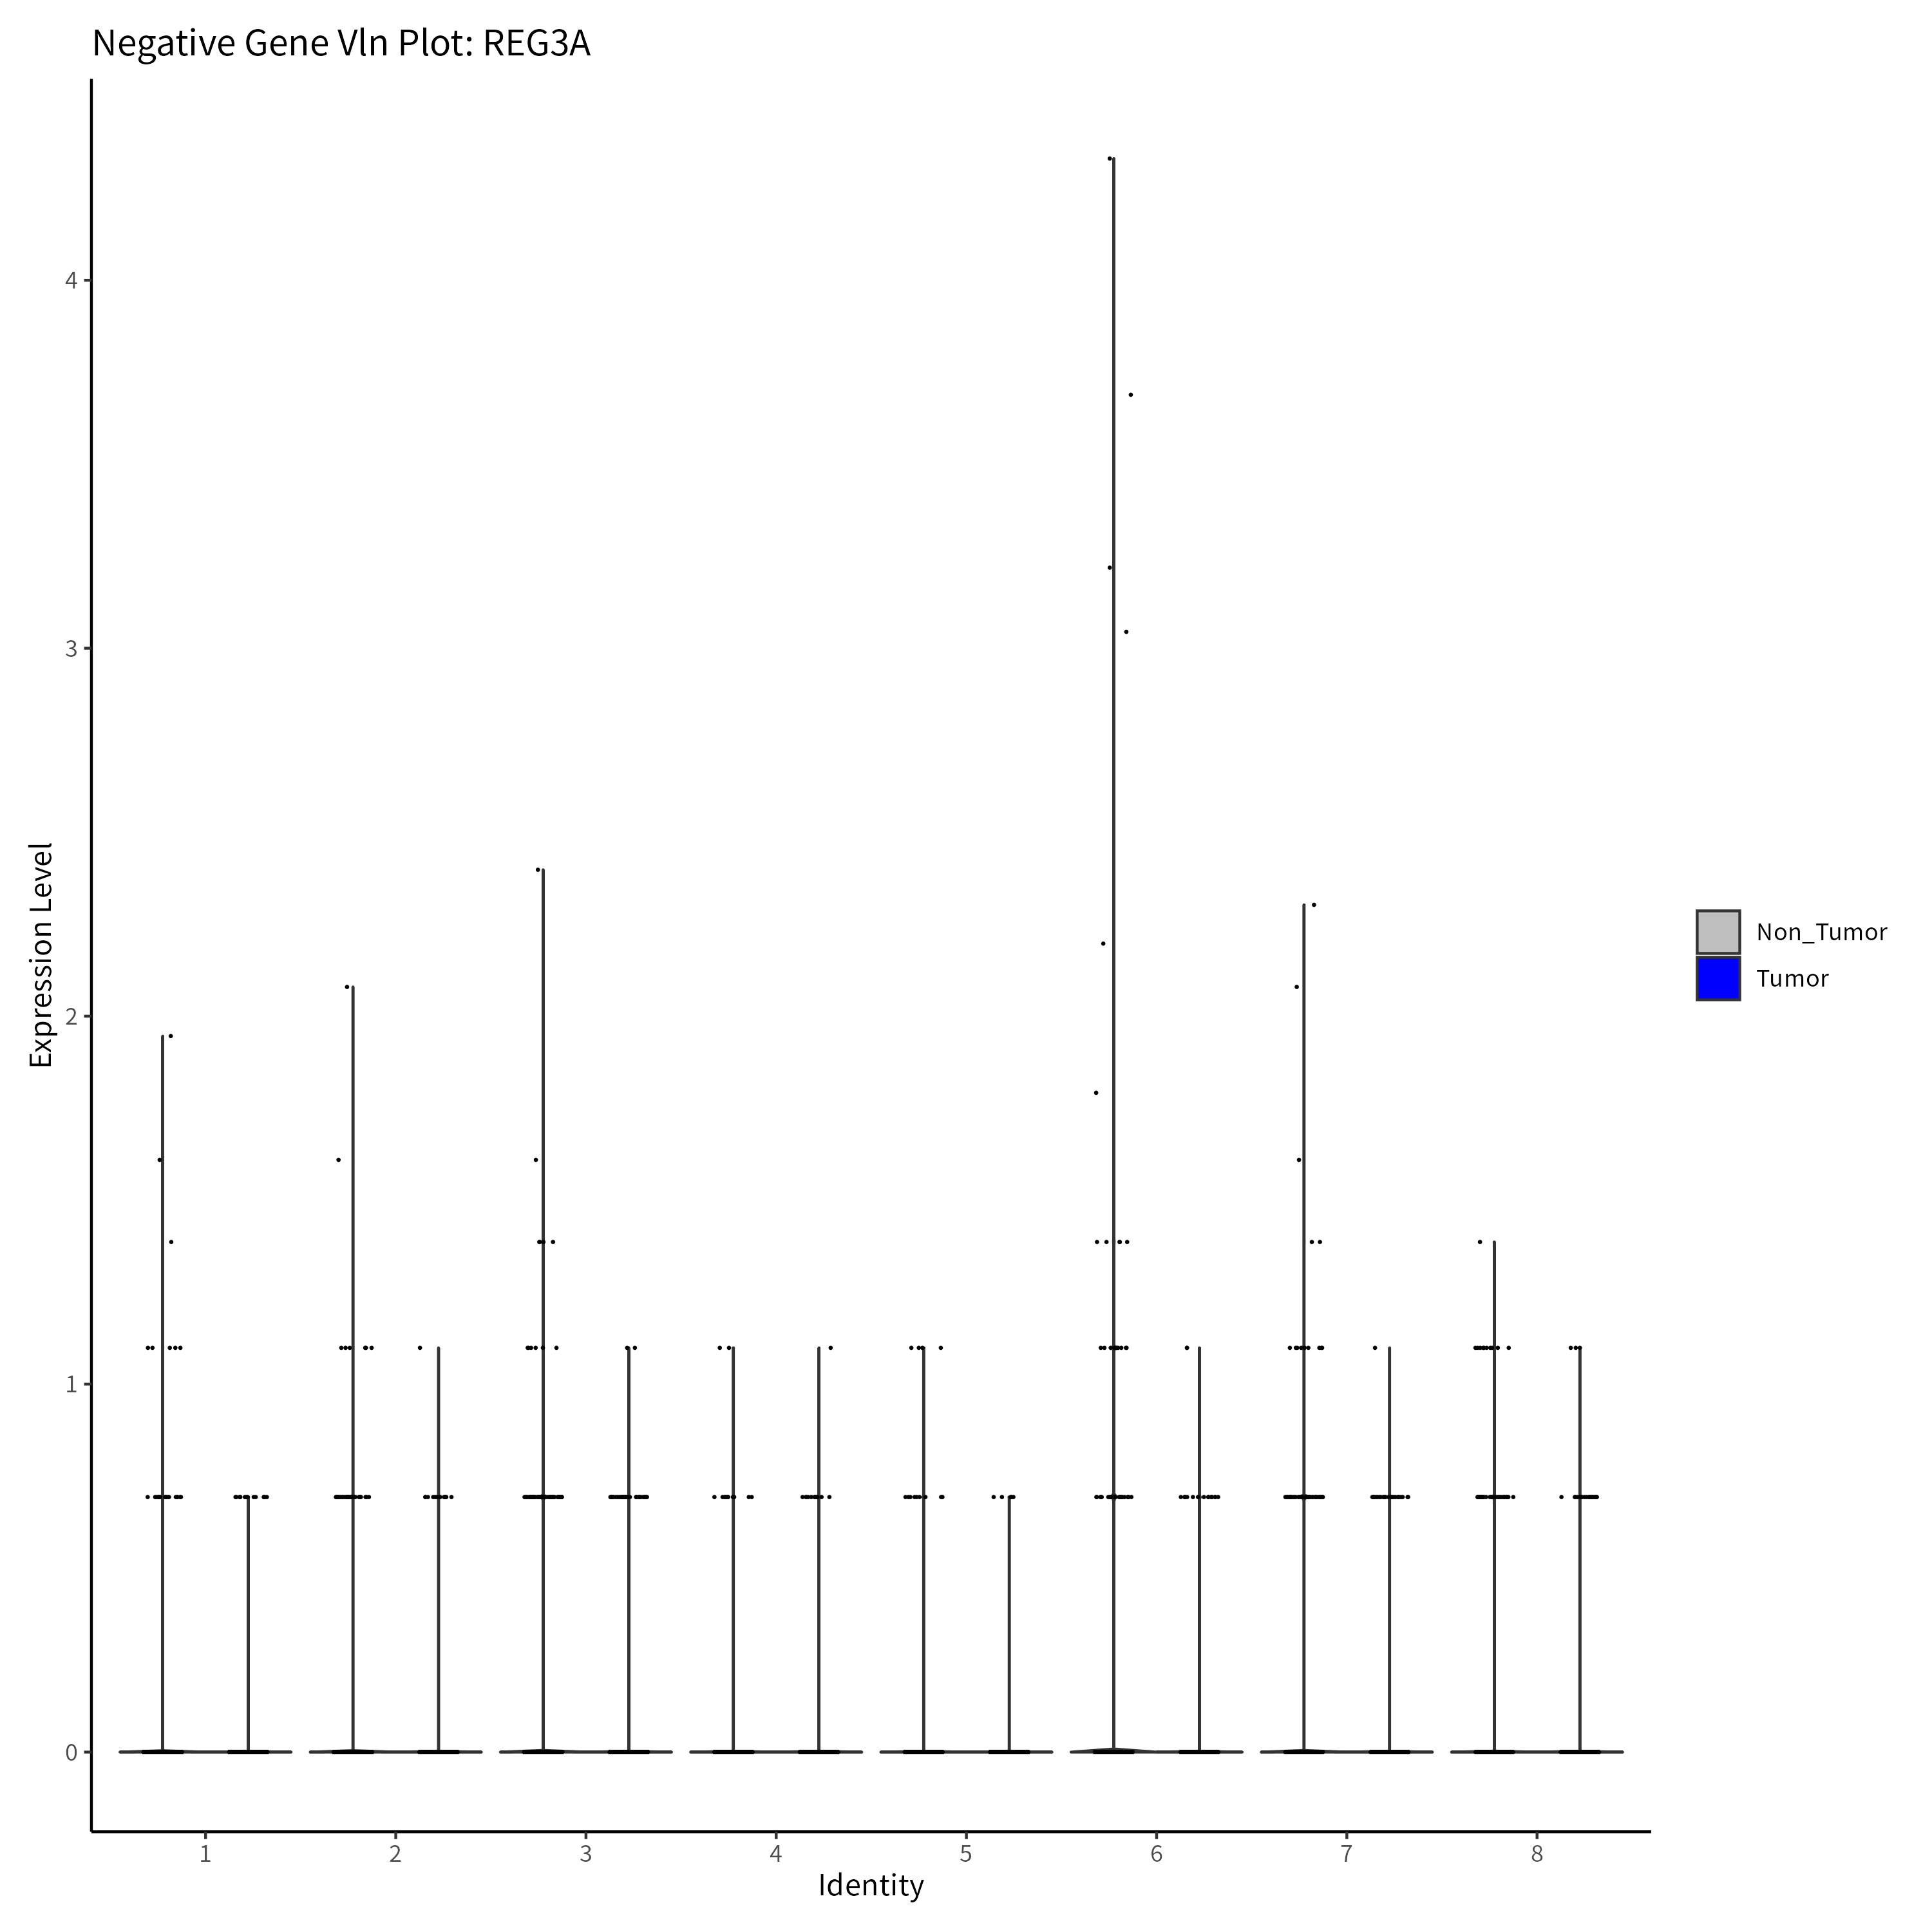 Negative Gene Vln Plot: REG3A
Expression Level
4
3
2
1
0
1 2 3 4 5 6 7 8
Identity
Non_Tumor
Tumor